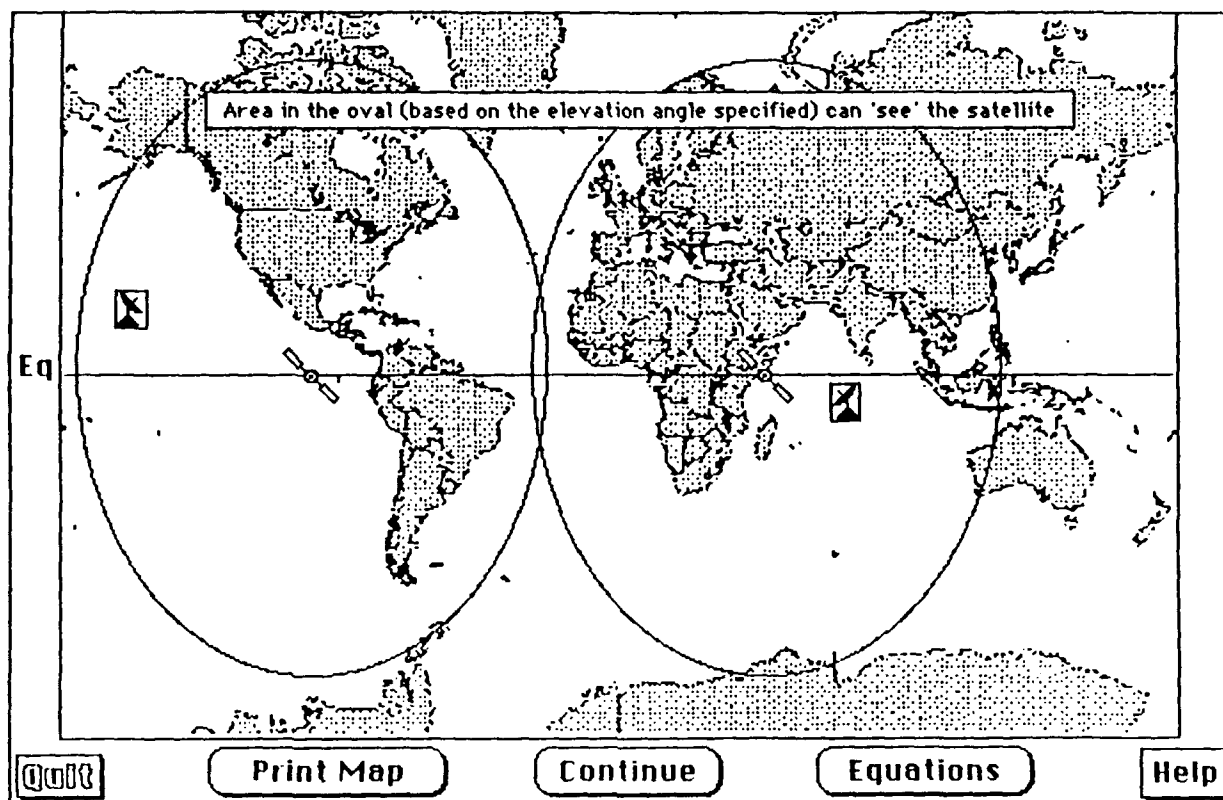 Area in the oval (based on the elevation angle specified) can 'see' the satellite
Eq
Quit
Print Map
Continue
Equations
Help